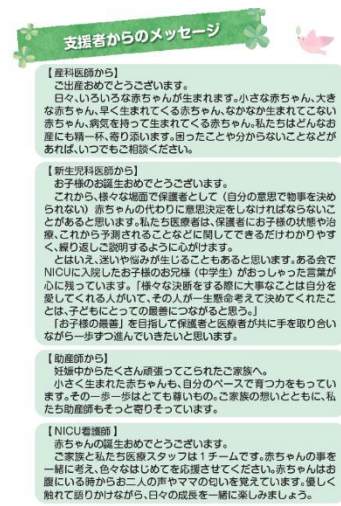 支援者からのメッセージ
【産科医師から】
ご出産おめでとうございます。
日々、いろいろな赤ちゃんが生まれます。小さな赤ちゃん、大き
な赤ちゃん、早く生まれてくる赤ちゃん、なかなか生まれてこない
赤ちゃん、病気を持って生まれてくる赤ちゃん。私たちはどんなお
産にも精一杯、寄り添います。困ったことや分からないことなどが
あれば、いつでもご相談ください。
【新生児科医師から】
お子様のお誕生おめでとうございます。
これから、様々な場面で保護者として（自分の意思で物事を決め
られない）赤ちゃんの代わりに意思決定をしなければならないこ
とがあると思います。私たち医療者は、保護者にお子様の状態や治
療、これから予測されることなどに関してできるだけわかりやす
く、繰り返しご説明するように心がけます。
とはいえ、迷いや悩みが生じることもあると思います。ある会で
NICUに入院したお子様のお兄様（中学生）がおっしゃった言葉が
心に残っています。「様々な決断をする際に大事なことは自分を
愛してくれる人がいて、その人が一生懸命考えて決めてくれたこ
とは、子どもにとっての最善につながると思う。」
「お子様の最善」を目指して保護者と医療者が共に手を取り合い
ながら一歩ずつ進んでいきたいと思います。
【助産師から】
妊娠中からたくさん頑張ってこられたご家族へ。
小さく生まれた赤ちゃんも、自分のペースで育つ力をもってい
ます。その一歩一歩はとても尊いもの。ご家族の想いとともに、私
たち助産師もそっと寄りそっています。
【NICU看護師】
赤ちゃんの誕生おめでとうございます。
ご家族と私たち医療スタッフは1チームです。赤ちゃんの事を
一緒に考え、色々なはじめてを応援させてください。赤ちゃんはお
腹にいる時からお二人の声やママの匂いを覚えています。優しく
触れて語りかけながら、日々の成長を一緒に楽しみましょう。